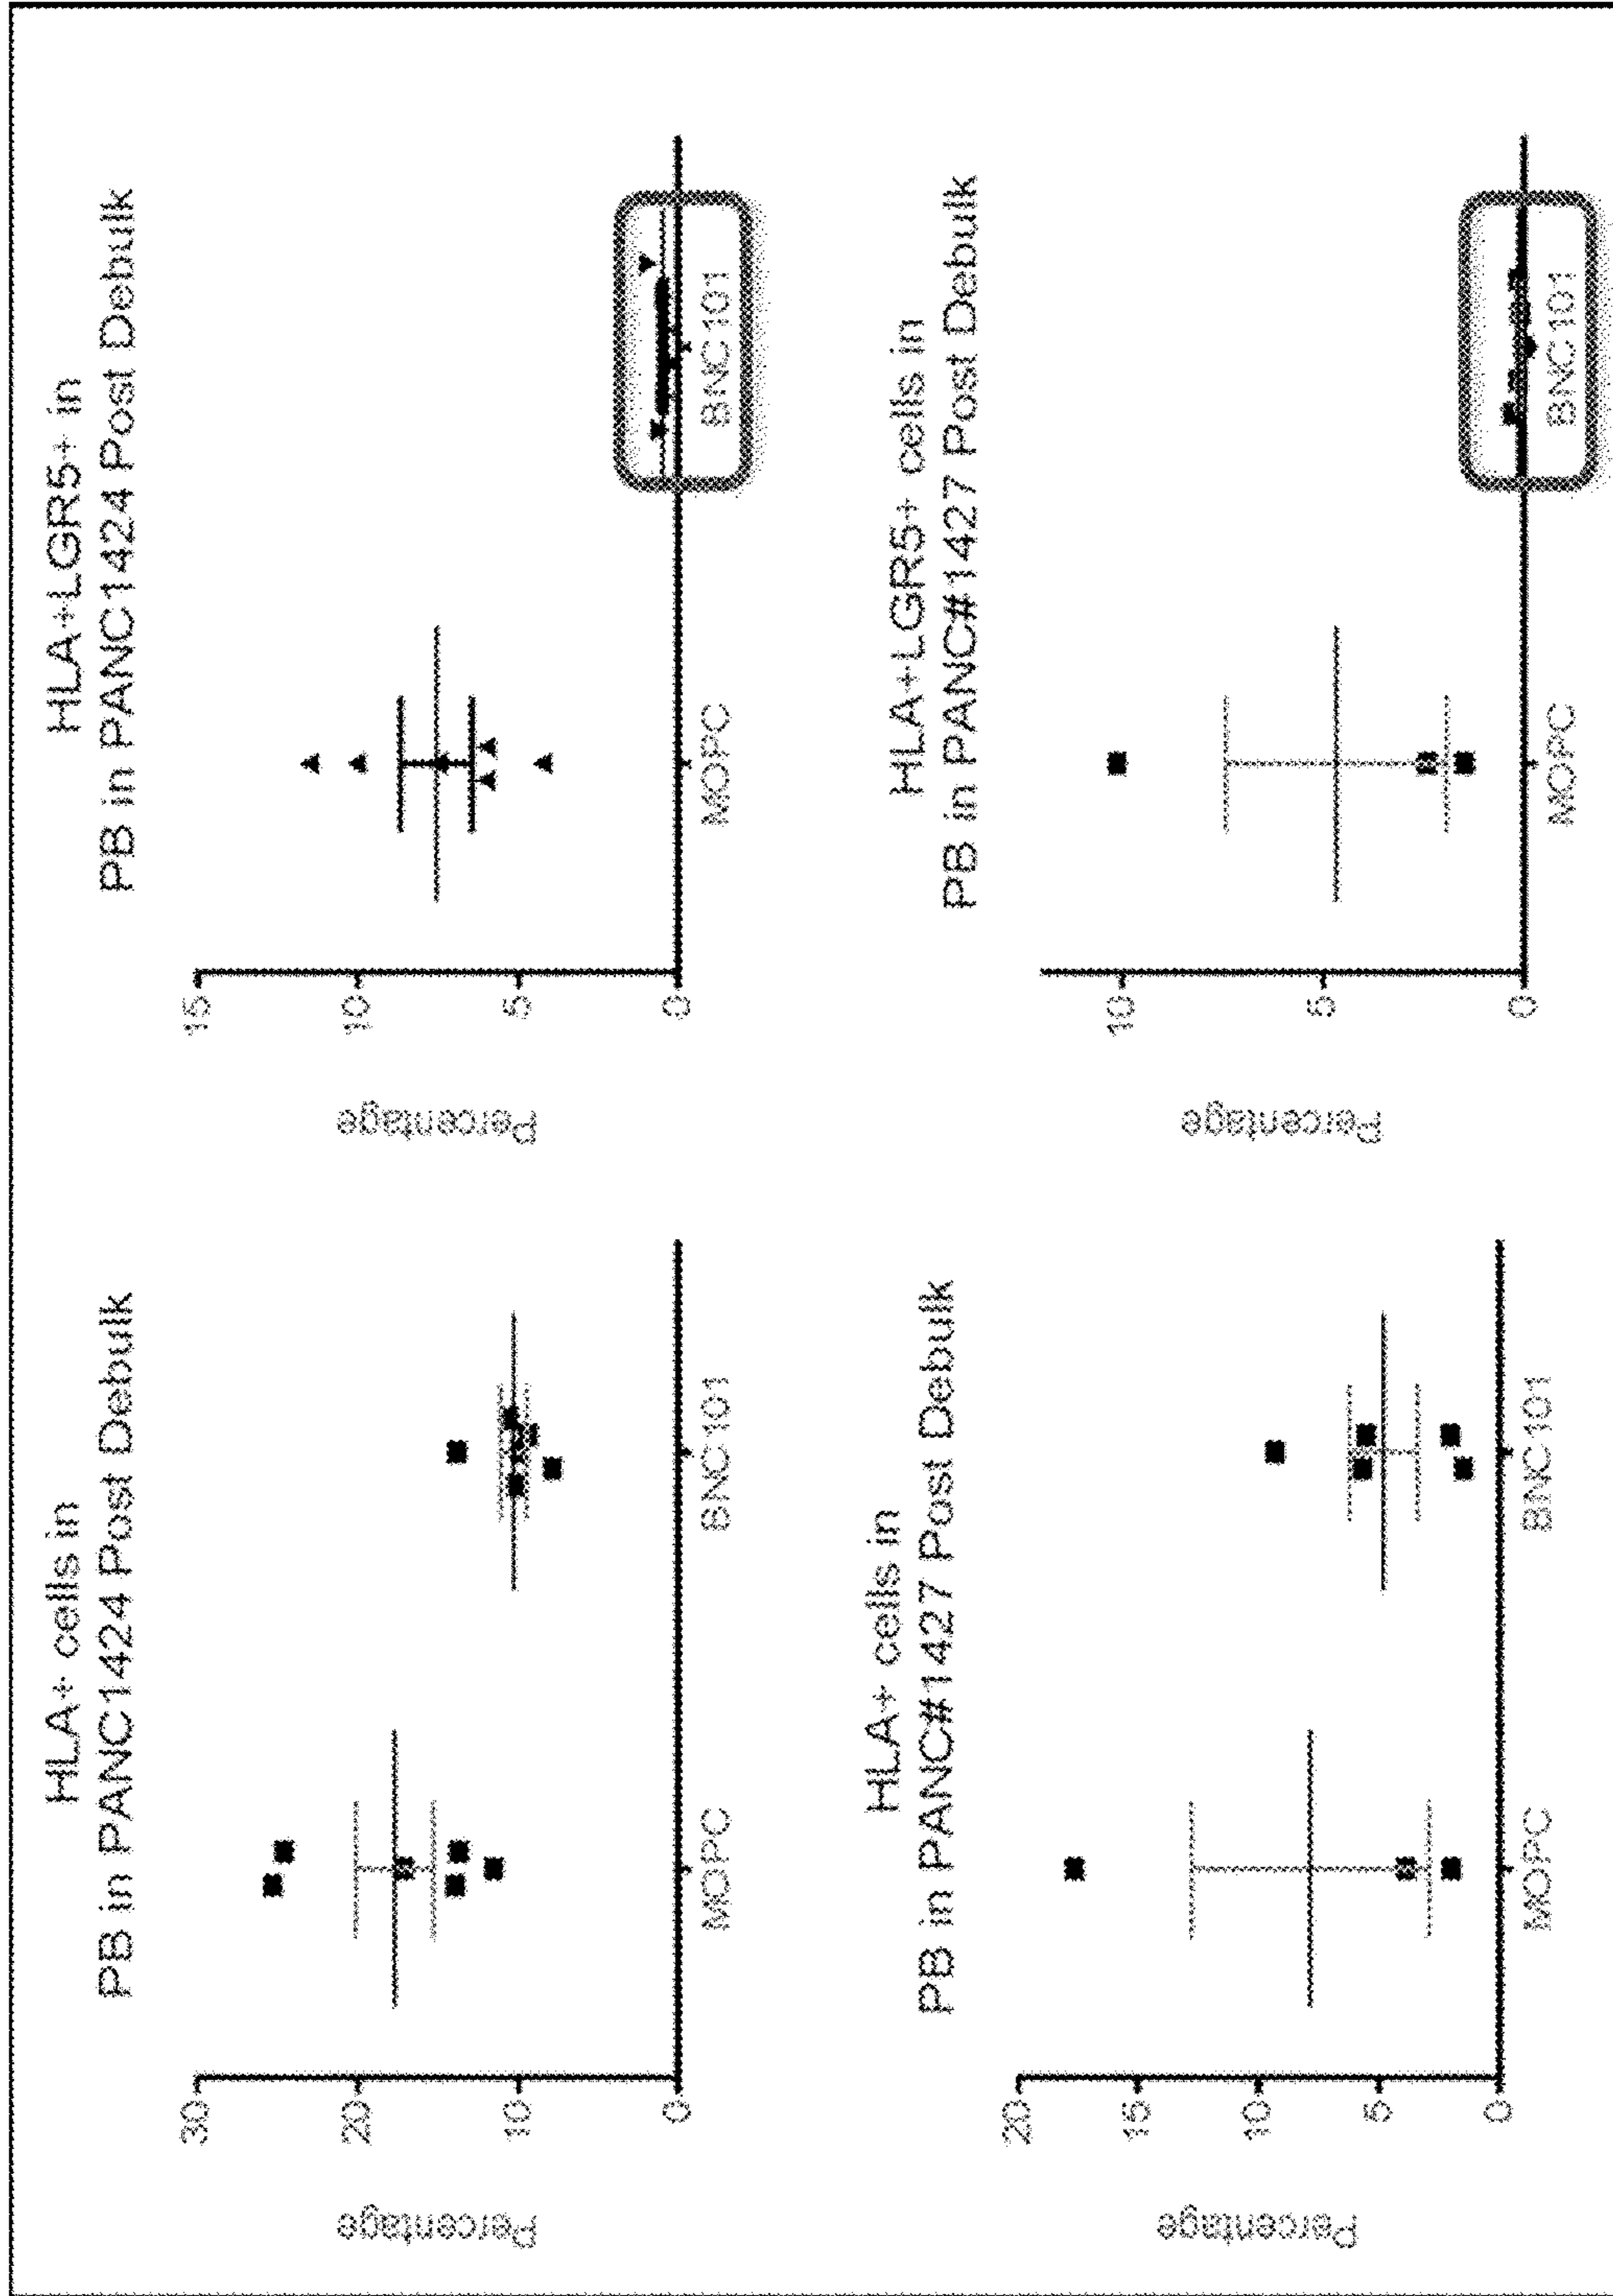 HLA+ cells in
PB in PANC1424 Post Debulk
Percentage
30
20
10
0
MOPC
BNC101
HLA+LGR5+ in
PB in PANC1424 Post Debulk
Percentage
15
10
5
0
MOPC
BNC101
HLA+ cells in
PB in PANC#1427 Post Debulk
Percentage
20
15
10
5
0
MOPC
BNC101
HLA+LGR5+ cells in
PB in PANC#1427 Post Debulk
Percentage
10
5
0
MOPC
BNC101